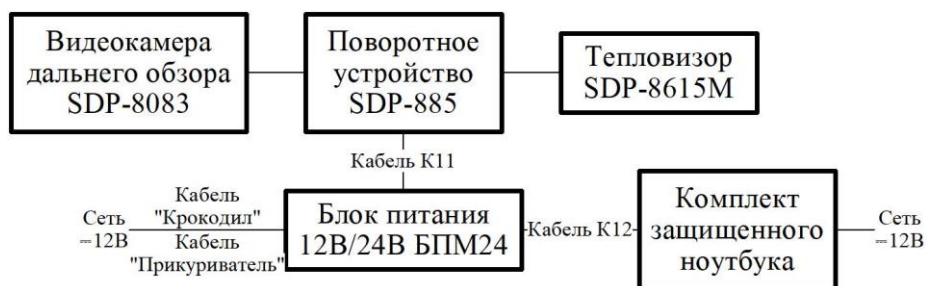 Видеокамера
дальнего обзора
SDP-8083
Поворотное
устройство
SDP-885
Тепловизор
SDP-8615М
Кабель К11
Сеть
=12В
Кабель
"Крокодил"
Кабель
"Прикуриватель"
Блок питания
12В/24В БПМ24
Кабель К12
Комплект
защищенного
ноутбука
Сеть
=12В